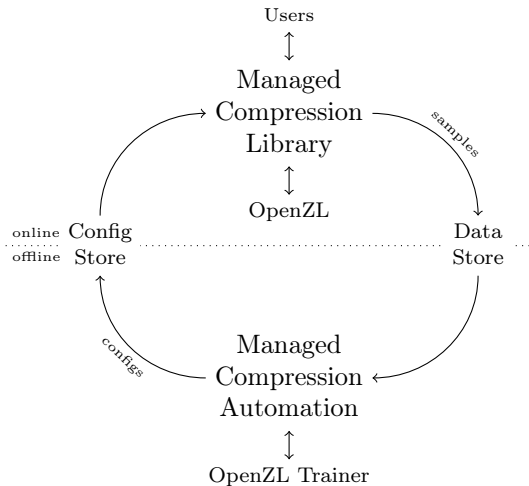 Users
Managed
Compression
Library
samples
OpenZL
online
Config
Store
offline
Data
Store
configs
Managed
Compression
Automation
OpenZL Trainer